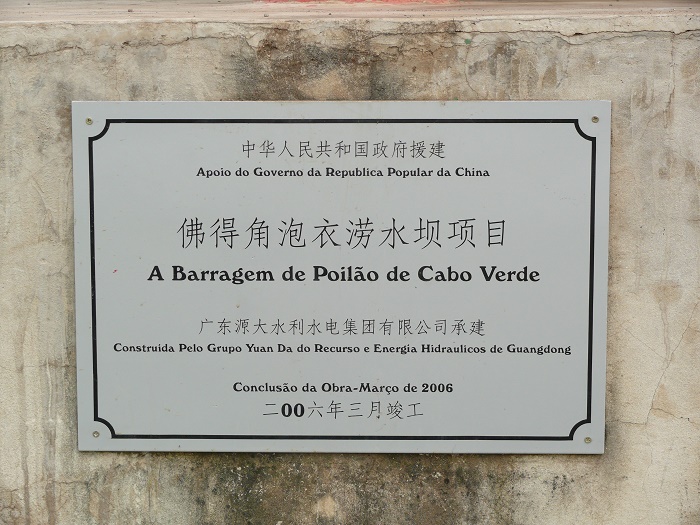 中华人民共和国政府援建
Apoio do Governo da Republica Popular da China
佛得角泡衣涝水坝项目
A Barragem de Poilão de Cabo Verde
广东源大水利水电集团有限公司承建
Construida Pelo Grupo Yuan Da do Recurso e Energia Hidraulicos de Guangdong
Conclusão da Obra-Março de 2006
二00六年三月竣工